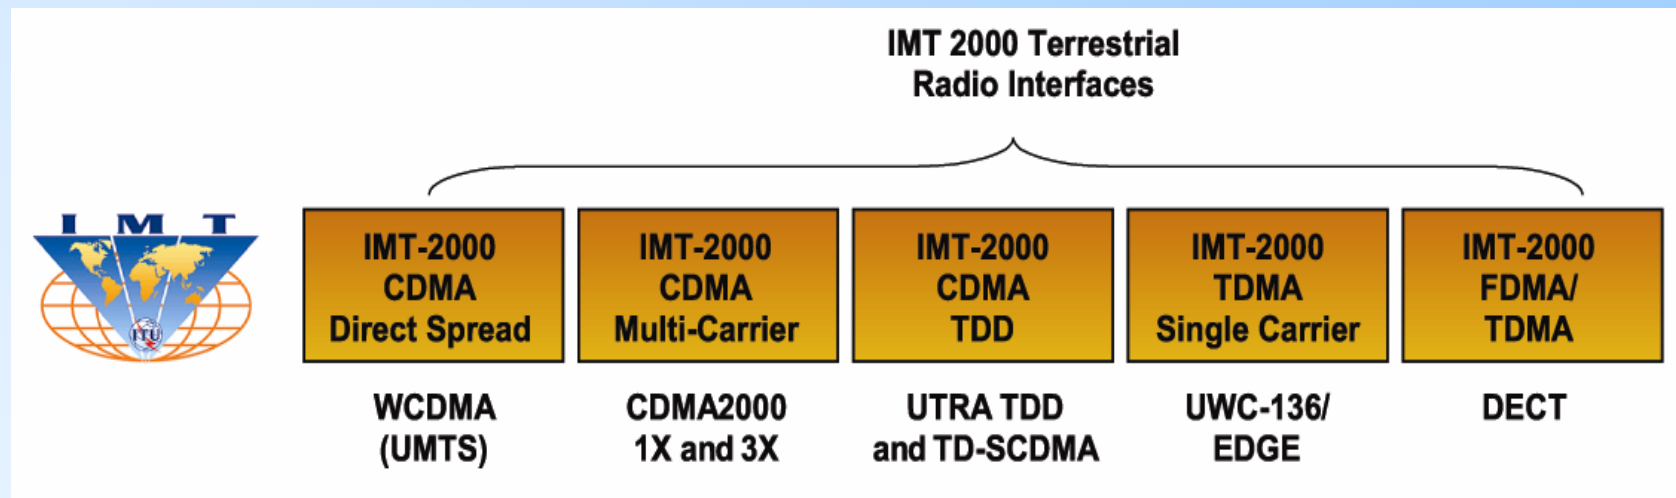 IMT 2000 Terrestrial
Radio Interfaces
I M T
ITU
IMT-2000
CDMA
Direct Spread
IMT-2000
CDMA
Multi-Carrier
IMT-2000
CDMA
TDD
IMT-2000
TDMA
Single Carrier
IMT-2000
FDMA/
TDMA
WCDMA
(UMTS)
CDMA2000
1X and 3X
UTRA TDD
and TD-SCDMA
UWC-136/
EDGE
DECT